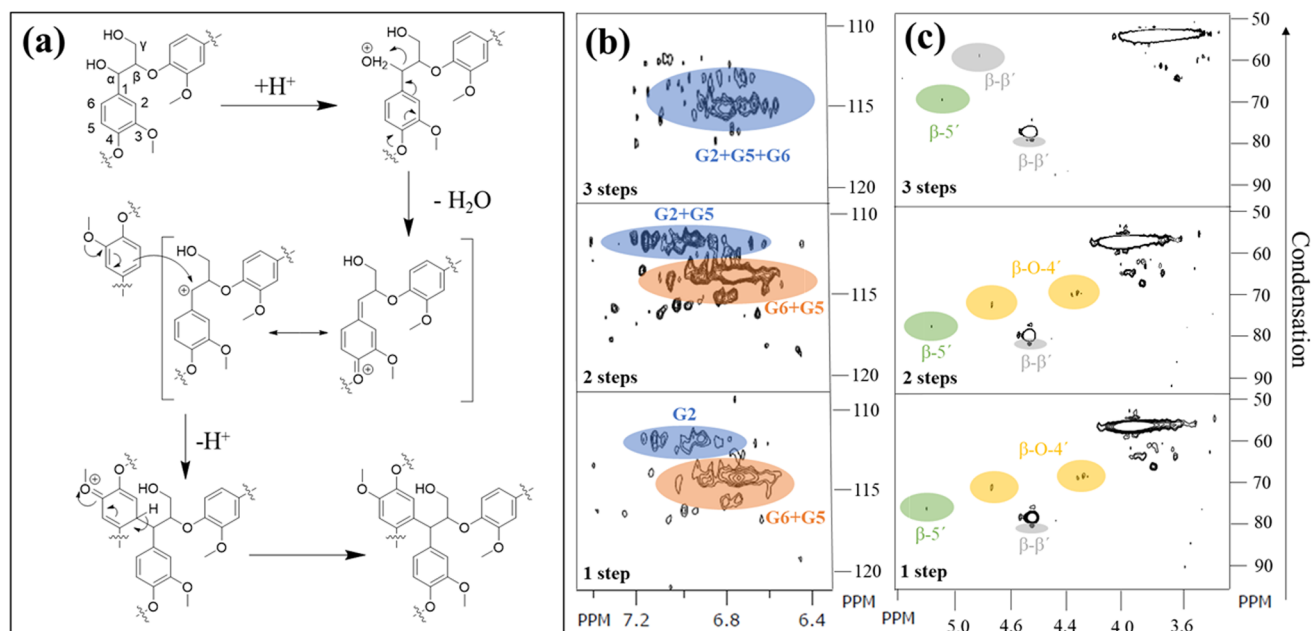 (a)
HO
γ
HO
α
β
O
1
6
2
5
3
4
O
O
O
+H⁺
HO
⊕
OH₂
O
O
O
O
- H₂O
O
O
HO
⊕
O
O
O
O
HO
O
O
O
O
⊕
-H⁺
O
⊕
O
HO
H
O
O
O
O
O
O
HO
O
O
O
O
(b)
G2+G5+G6
3 steps
110
115
120
G2+G5
G6+G5
2 steps
110
115
120
G2
G6+G5
1 step
110
115
120
PPM
7.2
6.8
6.4
PPM
(c)
β-β´
β-5´
β-β´
3 steps
50
60
70
80
90
β-O-4´
β-5´
β-β´
2 steps
50
60
70
80
90
β-O-4´
β-5´
β-β´
1 step
50
60
70
80
90
PPM
5.0
4.6
4.4
4.0
3.6
PPM
Condensation